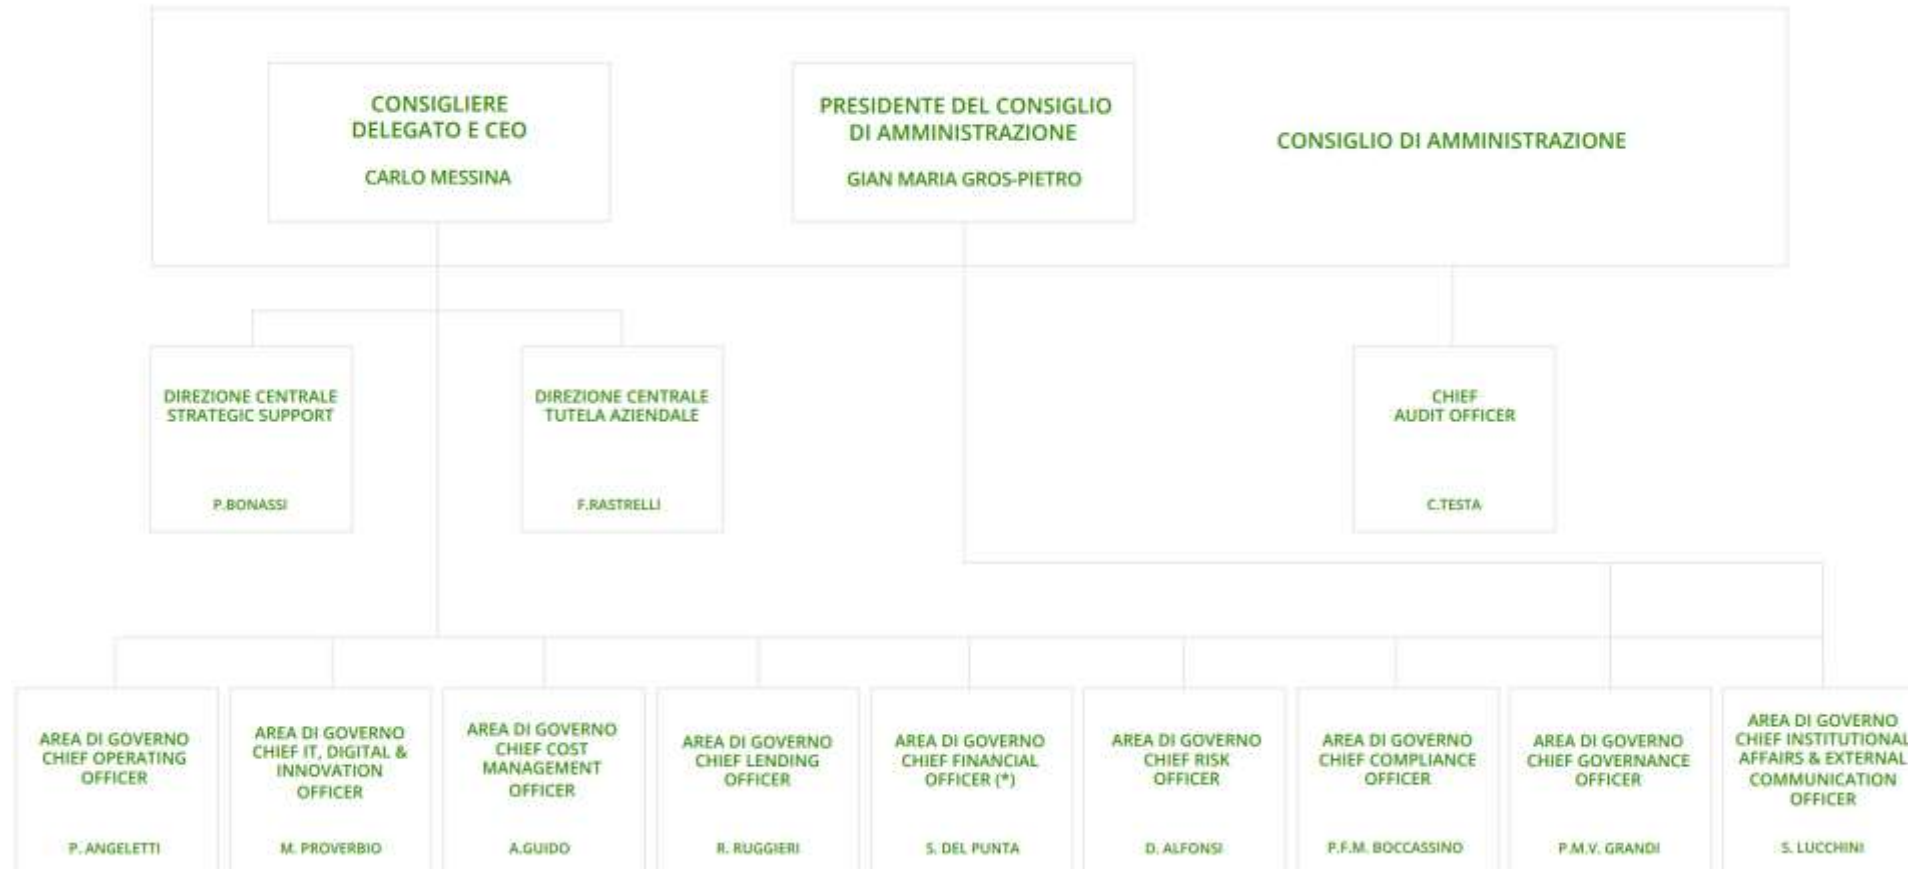 CONSIGLIERE
DELEGATO E CEO
CARLO MESSINA
PRESIDENTE DEL CONSIGLIO
DI AMMINISTRAZIONE
GIAN MARIA GROS-PIETRO
CONSIGLIO DI AMMINISTRAZIONE
DIREZIONE CENTRALE
STRATEGIC SUPPORT
P.BONASSI
DIREZIONE CENTRALE
TUTELA AZIENDALE
F.RASTRELLI
CHIEF
AUDIT OFFICER
C.TESTA
AREA DI GOVERNO
CHIEF OPERATING
OFFICER
P. ANGELETTI
AREA DI GOVERNO
CHIEF IT, DIGITAL &
INNOVATION
OFFICER
M. PROVERBIO
AREA DI GOVERNO
CHIEF COST
MANAGEMENT
OFFICER
A.GUIDO
AREA DI GOVERNO
CHIEF LENDING
OFFICER
R. RUGGIERI
AREA DI GOVERNO
CHIEF FINANCIAL
OFFICER (*)
S. DEL PUNTA
AREA DI GOVERNO
CHIEF RISK
OFFICER
D. ALFONSI
AREA DI GOVERNO
CHIEF COMPLIANCE
OFFICER
P.F.M. BOCCASSINO
AREA DI GOVERNO
CHIEF GOVERNANCE
OFFICER
P.M.V. GRANDI
AREA DI GOVERNO
CHIEF INSTITUTIONAL
AFFAIRS & EXTERNAL
COMMUNICATION
OFFICER
S. LUCCHINI